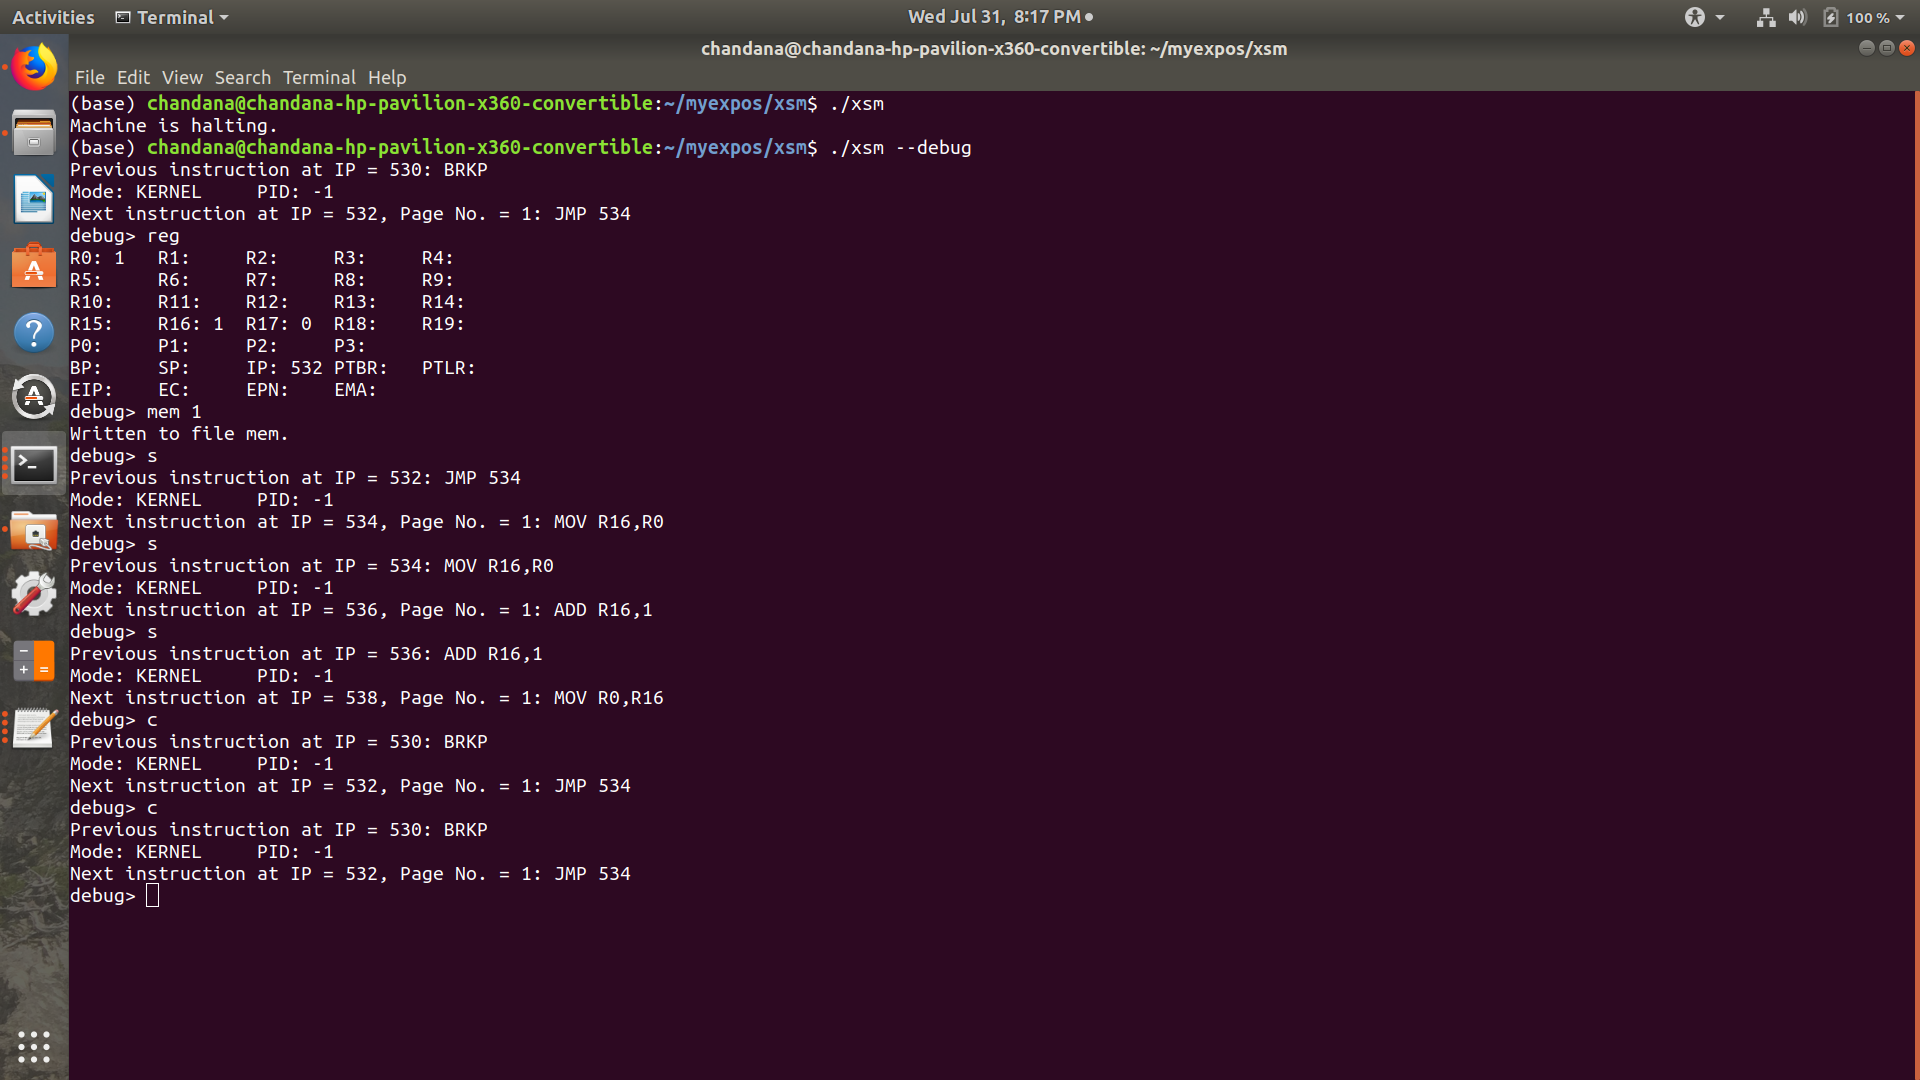 Activities Terminal Wed Jul 31, 8:17 PM 100 %
chandana@chandana-hp-pavilion-x360-convertible: ~/myexpos/xsm
File Edit View Search Terminal Help
(base) chandana@chandana-hp-pavilion-x360-convertible:~/myexpos/xsm$ ./xsm
Machine is halting.
(base) chandana@chandana-hp-pavilion-x360-convertible:~/myexpos/xsm$ ./xsm --debug
Previous instruction at IP = 530: BRKP
Mode: KERNEL     PID: -1
Next instruction at IP = 532, Page No. = 1: JMP 534
debug> reg
R0: 1   R1:     R2:     R3:     R4:
R5:     R6:     R7:     R8:     R9:
R10:    R11:    R12:    R13:    R14:
R15:    R16: 1  R17: 0  R18:    R19:
P0:     P1:     P2:     P3:
BP:     SP:     IP: 532 PTBR:   PTLR:
EIP:    EC:     EPN:    EMA:
debug> mem 1
Written to file mem.
debug> s
Previous instruction at IP = 532: JMP 534
Mode: KERNEL     PID: -1
Next instruction at IP = 534, Page No. = 1: MOV R16,R0
debug> s
Previous instruction at IP = 534: MOV R16,R0
Mode: KERNEL     PID: -1
Next instruction at IP = 536, Page No. = 1: ADD R16,1
debug> s
Previous instruction at IP = 536: ADD R16,1
Mode: KERNEL     PID: -1
Next instruction at IP = 538, Page No. = 1: MOV R0,R16
debug> c
Previous instruction at IP = 530: BRKP
Mode: KERNEL     PID: -1
Next instruction at IP = 532, Page No. = 1: JMP 534
debug> c
Previous instruction at IP = 530: BRKP
Mode: KERNEL     PID: -1
Next instruction at IP = 532, Page No. = 1: JMP 534
debug>